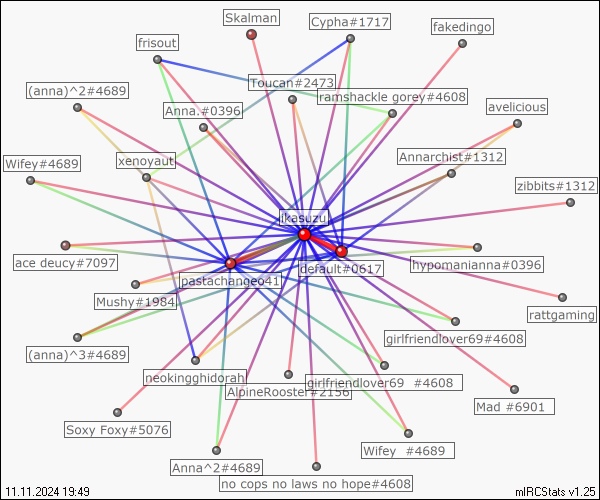 Skalman
Cypha#1717
fakedingo
frisout
Toucan#2473
(anna)^2#4689
ramshackle gorey#4608
Anna.#0396
avelicious
xenoyaut
Annarchist#1312
Wifey#4689
zibbits#1312
ikasuzu
ace deucy#7097
default#0617
hypomanianna#0396
pastachangeo41
Mushy#1984
rattgaming
girlfriendlover69#4608
(anna)^3#4689
neokingghidorah
girlfriendlover69 #4608
AlpineRooster#2156
Mad #6901
Soxy Foxy#5076
Wifey #4689
Anna^2#4689
no cops no laws no hope#4608
11.11.2024 19:49
mIRCStats v1.25